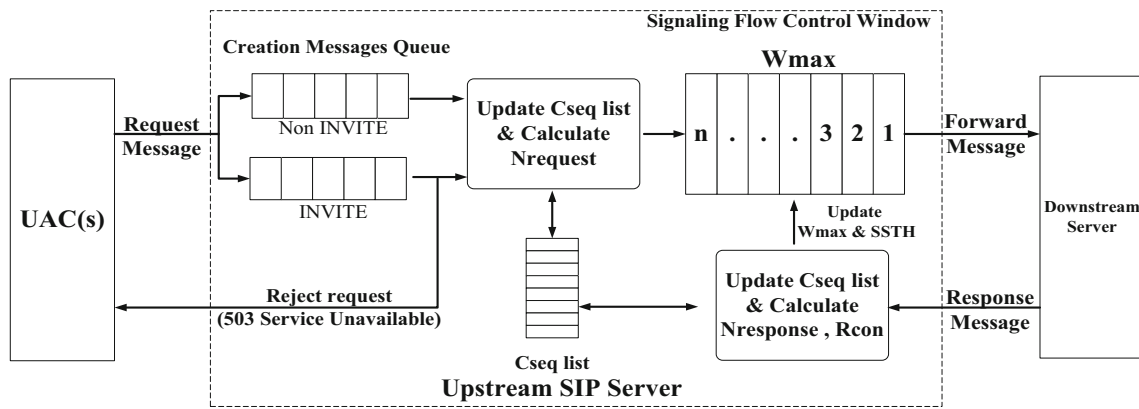 Signaling Flow Control Window
Creation Messages Queue
Wmax
Request
Message
Non INVITE
INVITE
Update Cseq list
& Calculate
Nrequest
n . . . 3 2 1
Forward
Message
UAC(s)
Update
Wmax & SSTH
Downstream
Server
Reject request
(503 Service Unavailable)
Update Cseq list
& Calculate
Nresponse , Rcon
Response
Message
Cseq list
Upstream SIP Server